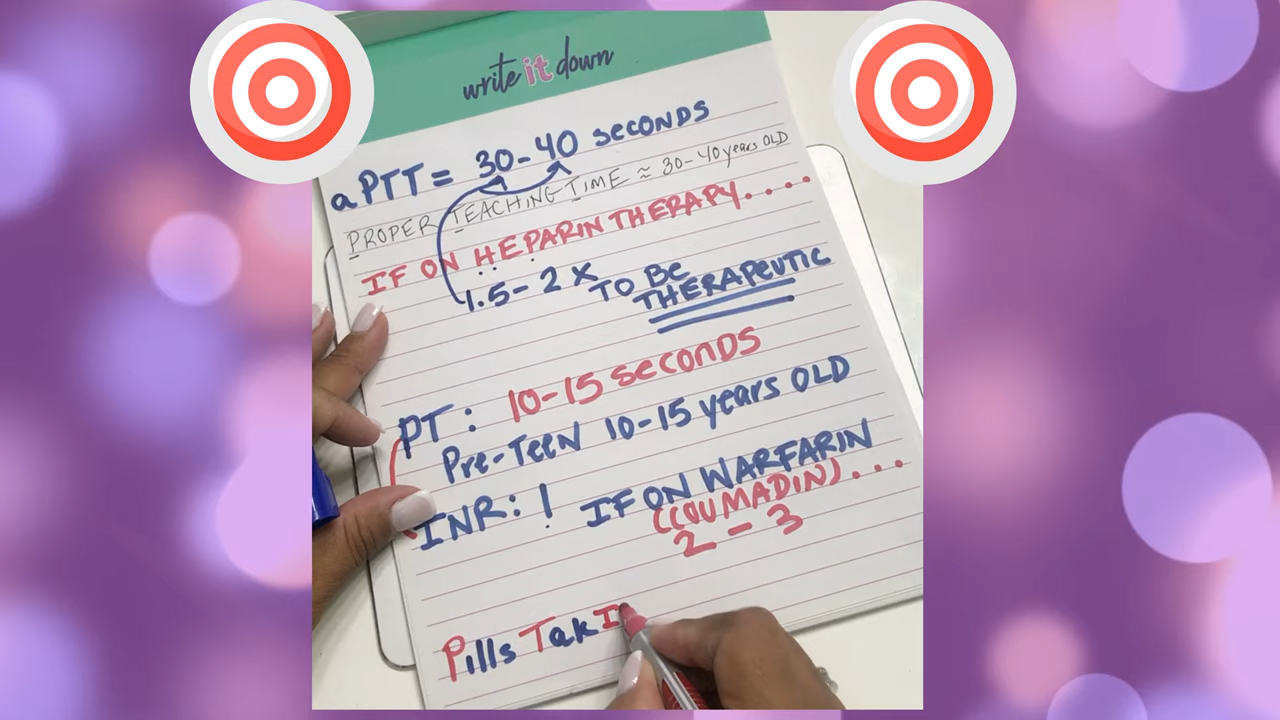 write it down
aPTT = 30-40 SECONDS
PROPER TEACHING TIME ≈ 30-40 years OLD
IF ON HEPARIN THERAPY....
1.5-2 X TO BE
THERAPEUTIC
PT: 10-15 seconds
Pre-Teen 10-15 years OLD
INR: 1 IF ON WARFARIN
(COUMADIN)...
2-3
Pills TakI